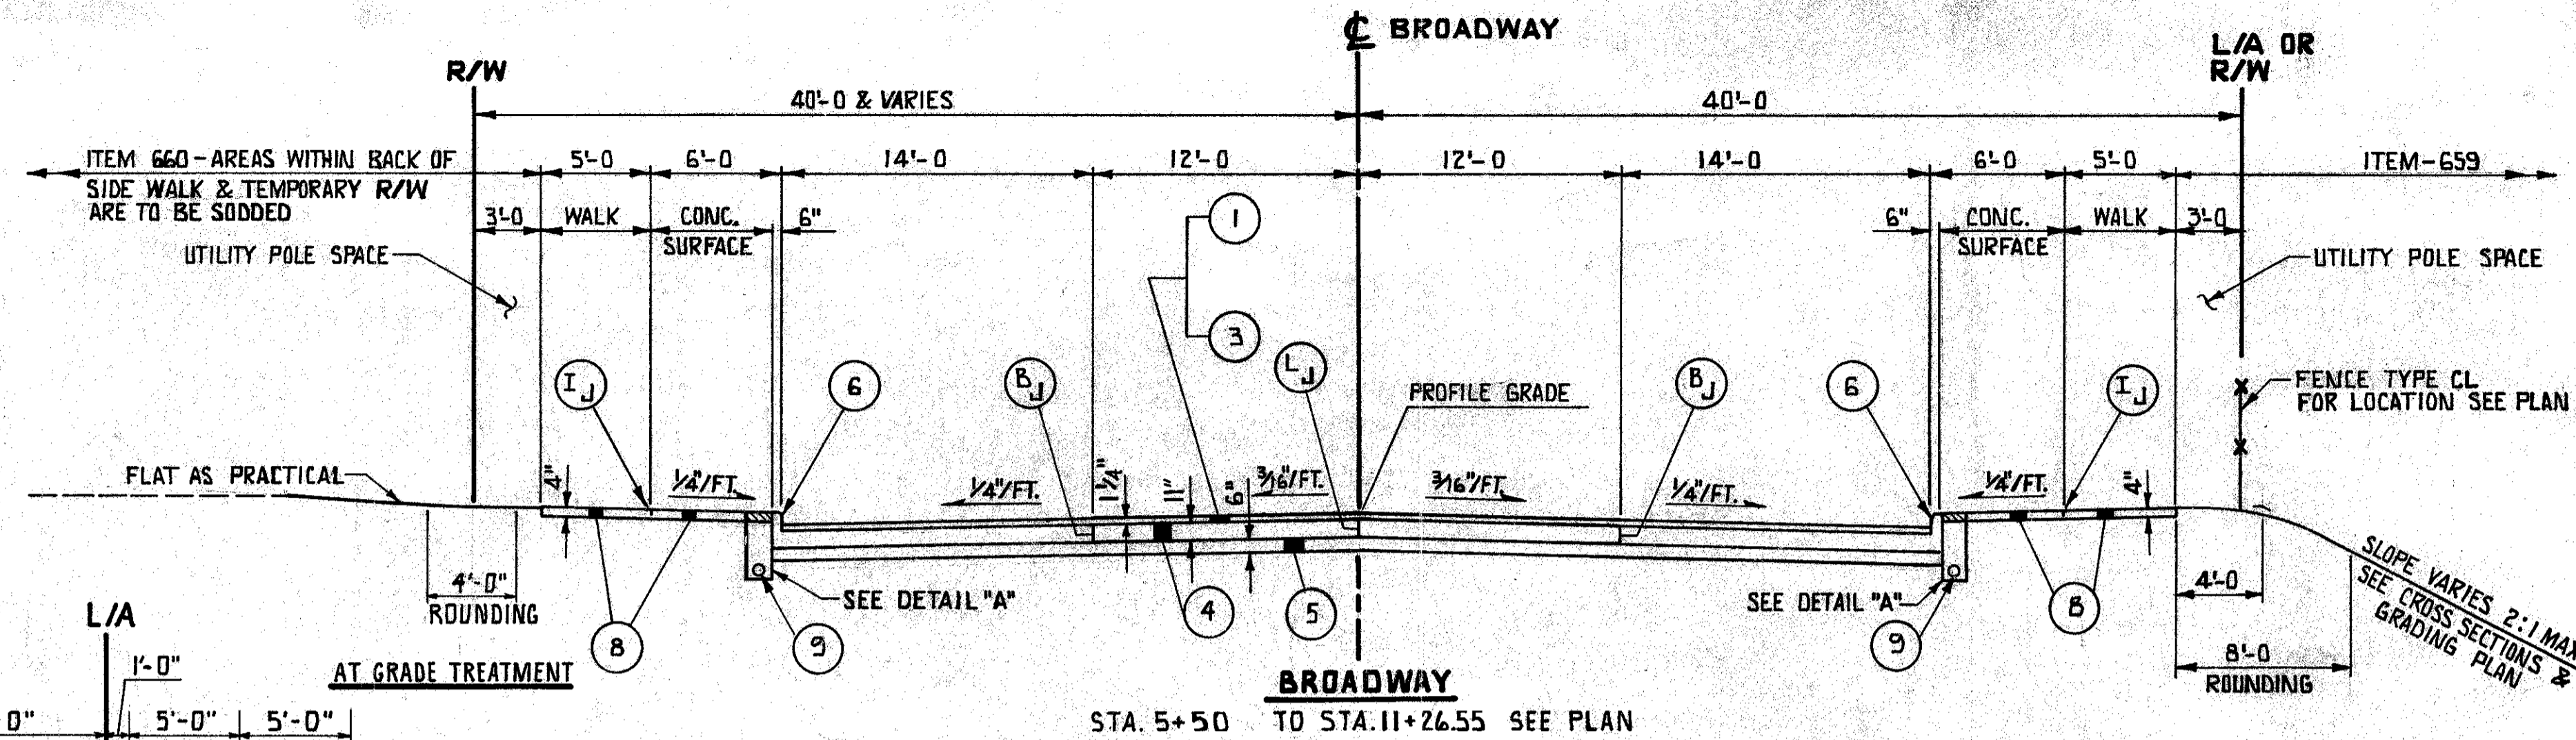 ℄ BROADWAY
R/W
L/A OR
R/W
40'-0 & VARIES
40'-0
ITEM 660-AREAS WITHIN BACK OF
SIDE WALK & TEMPORARY R/W
ARE TO BE SODDED
5'-0
6'-0
14'-0
12'-0
12'-0
14'-0
6'-0
5'-0
ITEM-659
3'-0
WALK
CONC.
SURFACE
6"
1
3
6"
CONC.
SURFACE
WALK
3'-0
UTILITY POLE SPACE
UTILITY POLE SPACE
IJ
6
BJ
LJ
PROFILE GRADE
BJ
6
IJ
FENCE TYPE CL
FOR LOCATION SEE PLAN
FLAT AS PRACTICAL
4"
1/4"/FT.
1/4"/FT.
1 1/4"
11"
6"
3/16"/FT.
3/16"/FT.
1/4"/FT.
1/4"/FT.
4"
4'-0"
ROUNDING
8
9
SEE DETAIL "A"
4
5
SEE DETAIL "A"
9
8
4'-0
8'-0
ROUNDING
SLOPE VARIES 2:1 MAX
SEE CROSS SECTIONS &
GRADING PLAN
L/A
1'-0"
AT GRADE TREATMENT
0"
5'-0"
5'-0"
BROADWAY
STA. 5+50 TO STA. 11+26.55 SEE PLAN